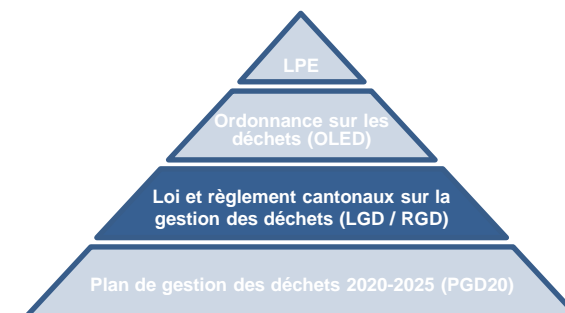 LPE
Ordonnance sur les
déchets (OLED)
Loi et règlement cantonaux sur la
gestion des déchets (LGD / RGD)
Plan de gestion des déchets 2020-2025 (PGD20)